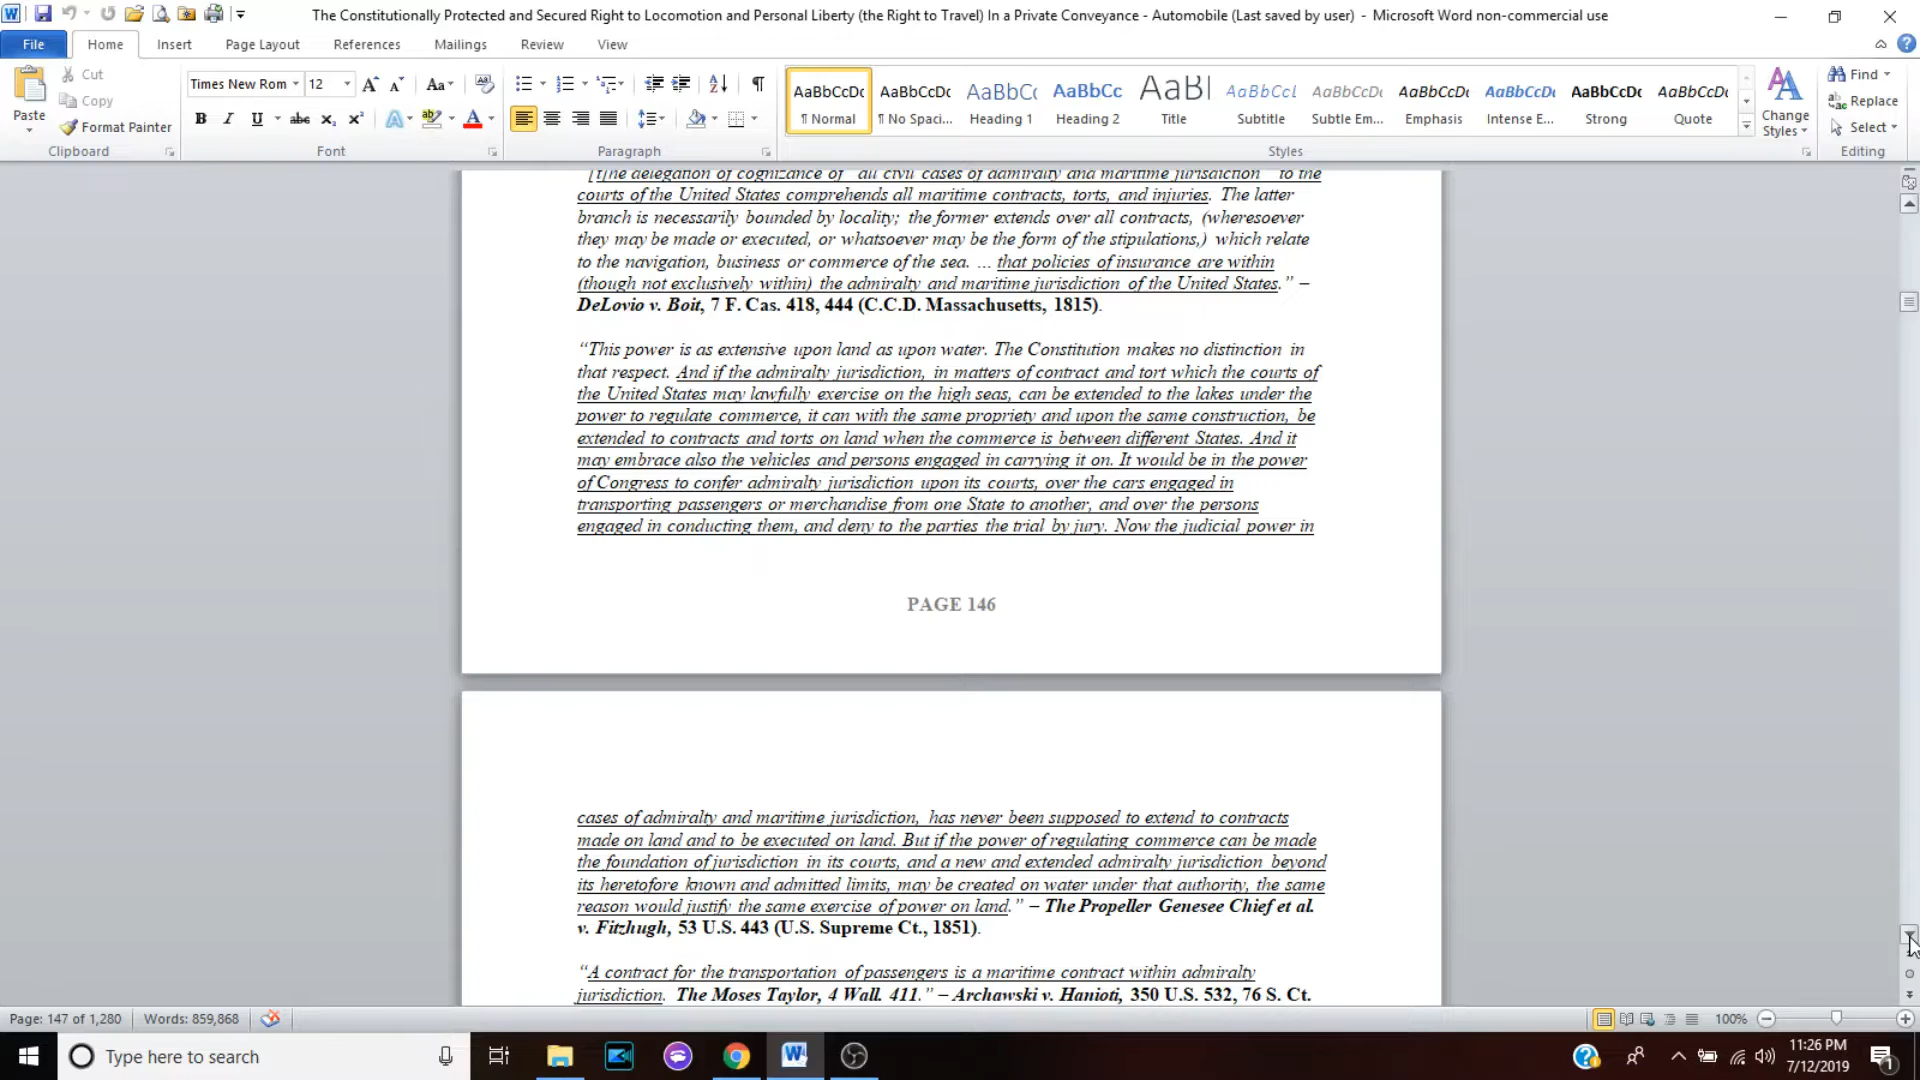 The Constitutionally Protected and Secured Right to Locomotion and Personal Liberty (the Right to Travel) In a Private Conveyance - Automobile (Last saved by user) - Microsoft Word non-commercial use
File Home Insert Page Layout References Mailings Review View
Paste
Cut
Copy
Format Painter
Clipboard
Times New Rom 12
Font
Paragraph
AaBbCcDc AaBbCcDc AaBbCc AaBbCc AaBl AaBbCcl AaBbCcDc AaBbCcDc AaBbCcDc AaBbCcDc AaBbCcDc
¶ Normal ¶ No Spaci... Heading 1 Heading 2 Title Subtitle Subtle Em... Emphasis Intense E... Strong Quote
Styles
Change Styles
Find
Replace
Select
Editing
[t]he delegation of cognizance of all civil cases of admiralty and maritime jurisdiction to the
courts of the United States comprehends all maritime contracts, torts, and injuries. The latter
branch is necessarily bounded by locality; the former extends over all contracts, (wheresoever
they may be made or executed, or whatsoever may be the form of the stipulations,) which relate
to the navigation, business or commerce of the sea. … that policies of insurance are within
(though not exclusively within) the admiralty and maritime jurisdiction of the United States.” –
DeLovio v. Boit, 7 F. Cas. 418, 444 (C.C.D. Massachusetts, 1815).
“This power is as extensive upon land as upon water. The Constitution makes no distinction in
that respect. And if the admiralty jurisdiction, in matters of contract and tort which the courts of
the United States may lawfully exercise on the high seas, can be extended to the lakes under the
power to regulate commerce, it can with the same propriety and upon the same construction, be
extended to contracts and torts on land when the commerce is between different States. And it
may embrace also the vehicles and persons engaged in carrying it on. It would be in the power
of Congress to confer admiralty jurisdiction upon its courts, over the cars engaged in
transporting passengers or merchandise from one State to another, and over the persons
engaged in conducting them, and deny to the parties the trial by jury. Now the judicial power in
PAGE 146
cases of admiralty and maritime jurisdiction, has never been supposed to extend to contracts
made on land and to be executed on land. But if the power of regulating commerce can be made
the foundation of jurisdiction in its courts, and a new and extended admiralty jurisdiction beyond
its heretofore known and admitted limits, may be created on water under that authority, the same
reason would justify the same exercise of power on land.” – The Propeller Genesee Chief et al.
v. Fitzhugh, 53 U.S. 443 (U.S. Supreme Ct., 1851).
“A contract for the transportation of passengers is a maritime contract within admiralty
jurisdiction. The Moses Taylor, 4 Wall. 411.” – Archawski v. Hanioti, 350 U.S. 532, 76 S. Ct.
Page: 147 of 1,280 Words: 859,868 100%
Type here to search
11:26 PM
7/12/2019